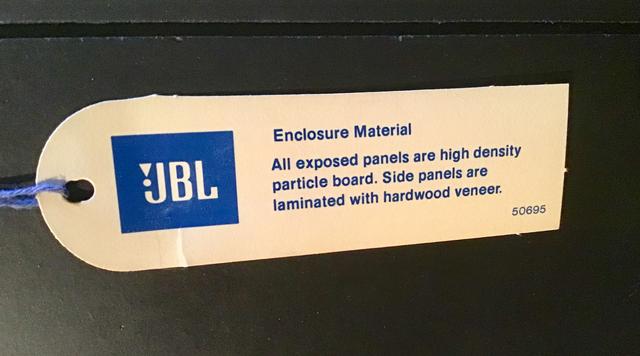 JBL
Enclosure Material
All exposed panels are high density
particle board. Side panels are
laminated with hardwood veneer.
50695